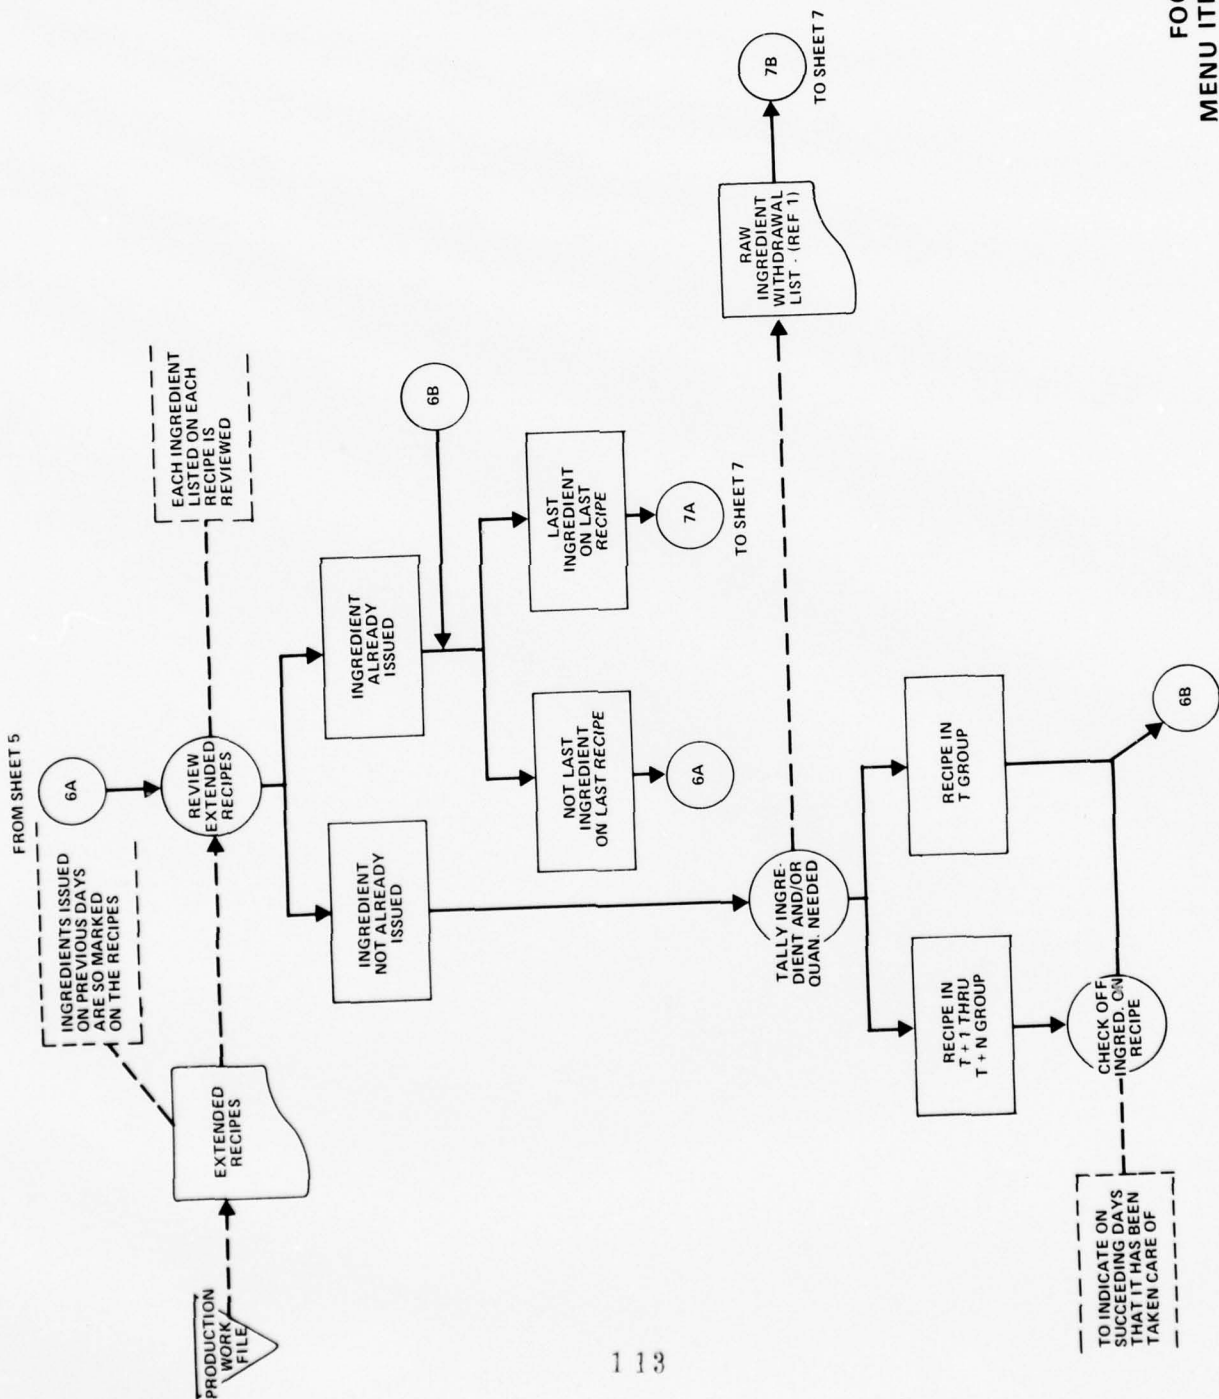 FROM SHEET 5
6A
INGREDIENTS ISSUED
ON PREVIOUS DAYS
ARE SO MARKED
ON THE RECIPES
EACH INGREDIENT
LISTED ON EACH
RECIPE IS
REVIEWED
PRODUCTION
WORK
FILE
EXTENDED
RECIPES
REVIEW
EXTENDED
RECIPES
INGREDIENT
NOT ALREADY
ISSUED
INGREDIENT
ALREADY
ISSUED
6B
NOT LAST
INGREDIENT
ON LAST RECIPE
LAST
INGREDIENT
ON LAST
RECIPE
6A
7A
TO SHEET 7
TALLY INGRE-
DIENT AND/OR
QUAN. NEEDED
RAW
INGREDIENT
WITHDRAWAL
LIST - (REF 1)
7B
TO SHEET 7
RECIPE IN
T + 1 THRU
T + N GROUP
RECIPE IN
T GROUP
CHECK OFF
INGRED. ON
RECIPE
6B
TO INDICATE ON
SUCCEEDING DAYS
THAT IT HAS BEEN
TAKEN CARE OF
MENU
113